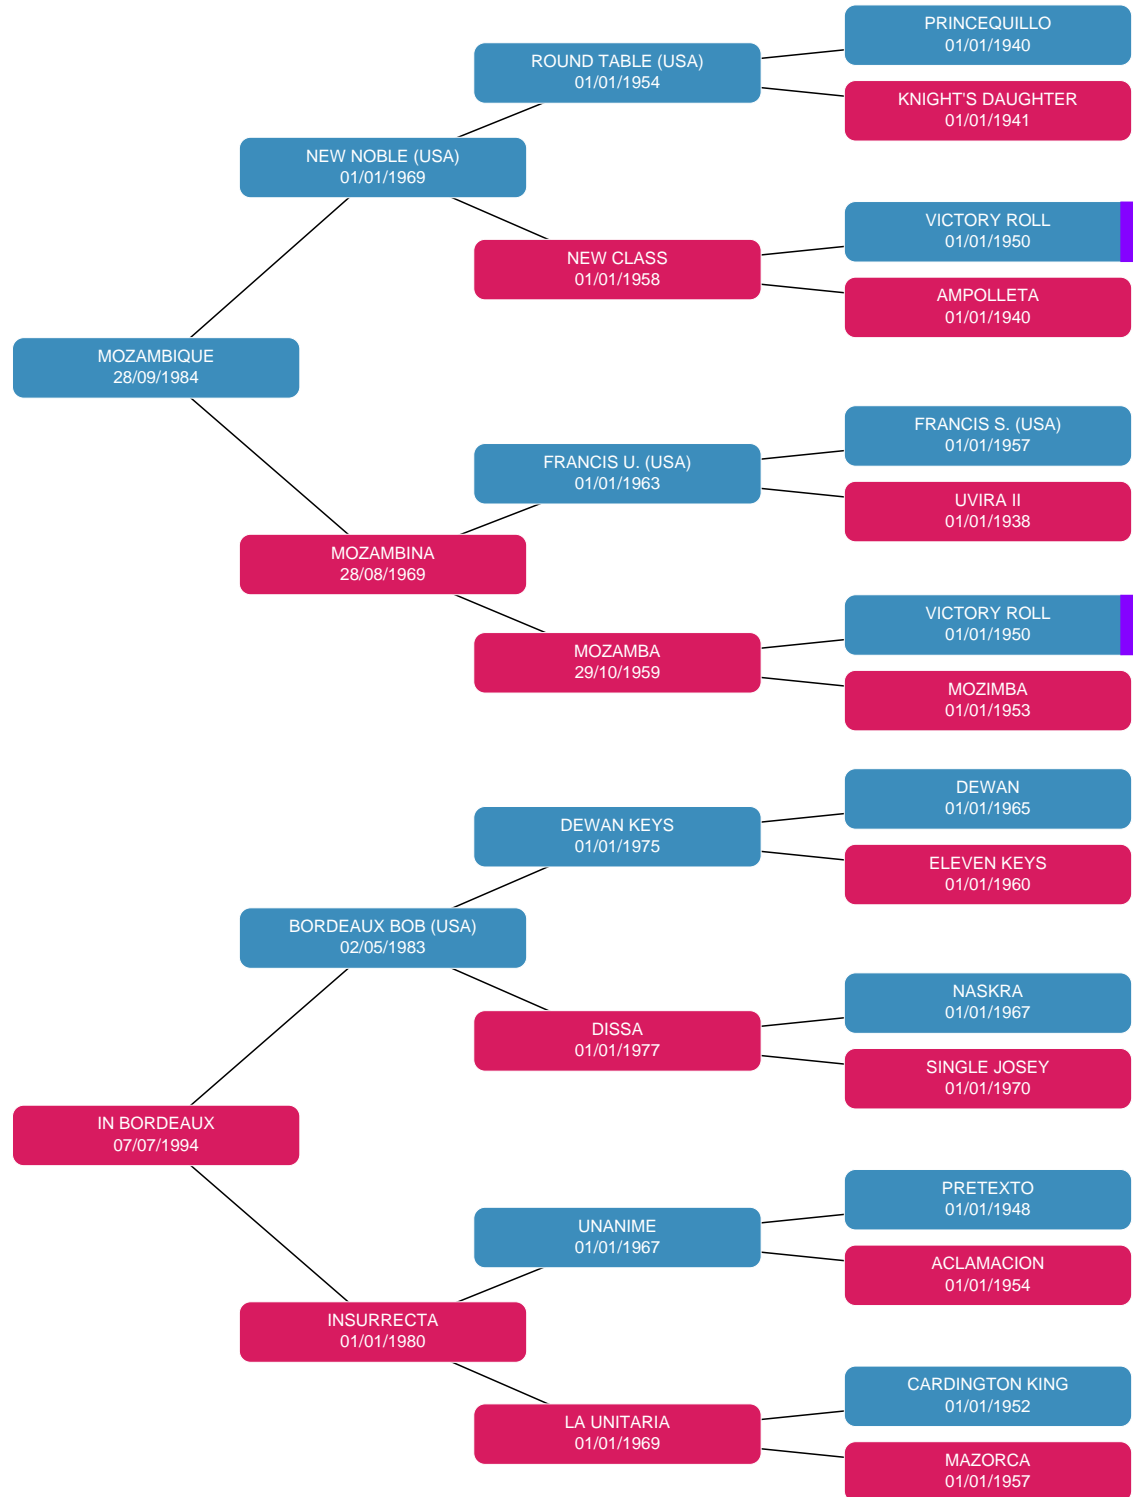 PRINCEQUILLO
01/01/1940
ROUND TABLE (USA)
01/01/1954
KNIGHT'S DAUGHTER
01/01/1941
NEW NOBLE (USA)
01/01/1969
VICTORY ROLL
01/01/1950
NEW CLASS
01/01/1958
AMPOLLETA
01/01/1940
MOZAMBIQUE
28/09/1984
FRANCIS S. (USA)
01/01/1957
FRANCIS U. (USA)
01/01/1963
UVIRA II
01/01/1938
MOZAMBINA
28/08/1969
VICTORY ROLL
01/01/1950
MOZAMBA
29/10/1959
MOZIMBA
01/01/1953
DEWAN
01/01/1965
DEWAN KEYS
01/01/1975
ELEVEN KEYS
01/01/1960
BORDEAUX BOB (USA)
02/05/1983
NASKRA
01/01/1967
DISSA
01/01/1977
SINGLE JOSEY
01/01/1970
IN BORDEAUX
07/07/1994
PRETEXTO
01/01/1948
UNANIME
01/01/1967
ACLAMACION
01/01/1954
INSURRECTA
01/01/1980
CARDINGTON KING
01/01/1952
LA UNITARIA
01/01/1969
MAZORCA
01/01/1957